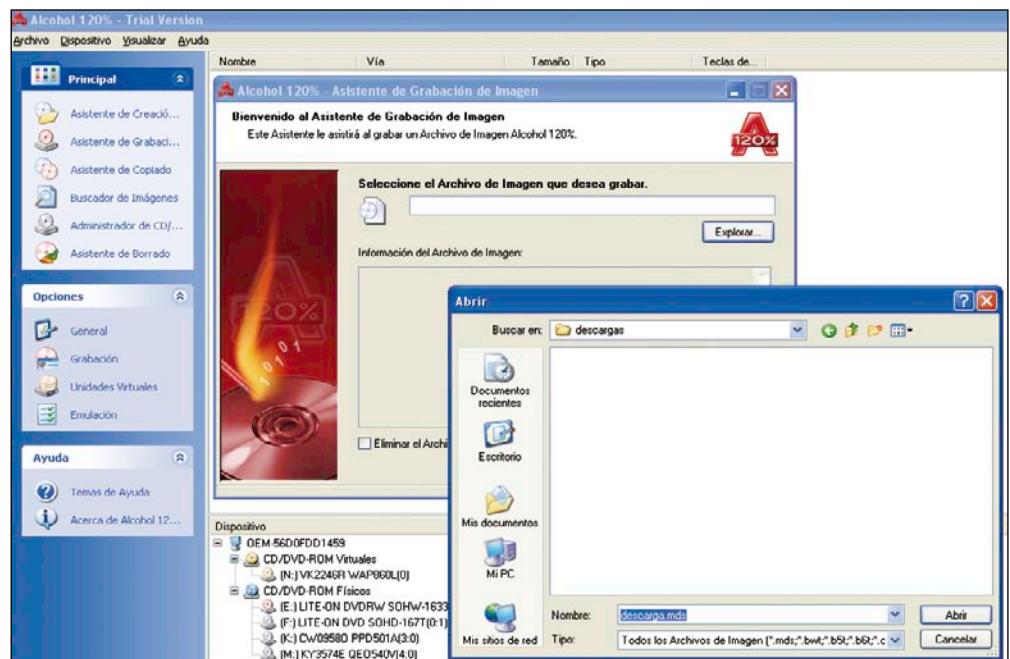 Alcohol 120% - Trial Version
Archivo Dispositivo Visualizar Ayuda
Principal
Asistente de Creació...
Asistente de Grabaci...
Asistente de Copiado
Buscador de Imágenes
Administrador de CD/...
Asistente de Borrado
Opciones
General
Grabación
Unidades Virtuales
Emulación
Ayuda
Temas de Ayuda
Acerca de Alcohol 12...
Nombre Vía Tamaño Tipo Teclas de...
Alcohol 120% - Asistente de Grabación de Imagen
Bienvenido al Asistente de Grabación de Imagen
Este Asistente le asistirá al grabar un Archivo de Imagen Alcohol 120%.
120%
Seleccione el Archivo de Imagen que desea grabar.
Explorar...
Información del Archivo de Imagen:
120%
Eliminar el Archi
Abrir
Buscar en: descargas
Documentos recientes
Escritorio
Mis documentos
Mi PC
Mis sitios de red
Nombre: descarga.mds
Abrir
Tipo: Todos los Archivos de Imagen (*.mds;*.bwt;*.b5t;*.b6t;*.c
Cancelar
Dispositivo
OEM-56D0FDD1459
CD/DVD-ROM Virtuales
(N:) VK2246R WAP860L(0)
CD/DVD-ROM Físicos
(E:) LITE-ON DVDRW SOHW-1633
(F:) LITE-ON DVD SOHD-167T(0:1)
(K:) CW0958O PPD501A(3:0)
(M:) KY3574E QEO540V(4:0)